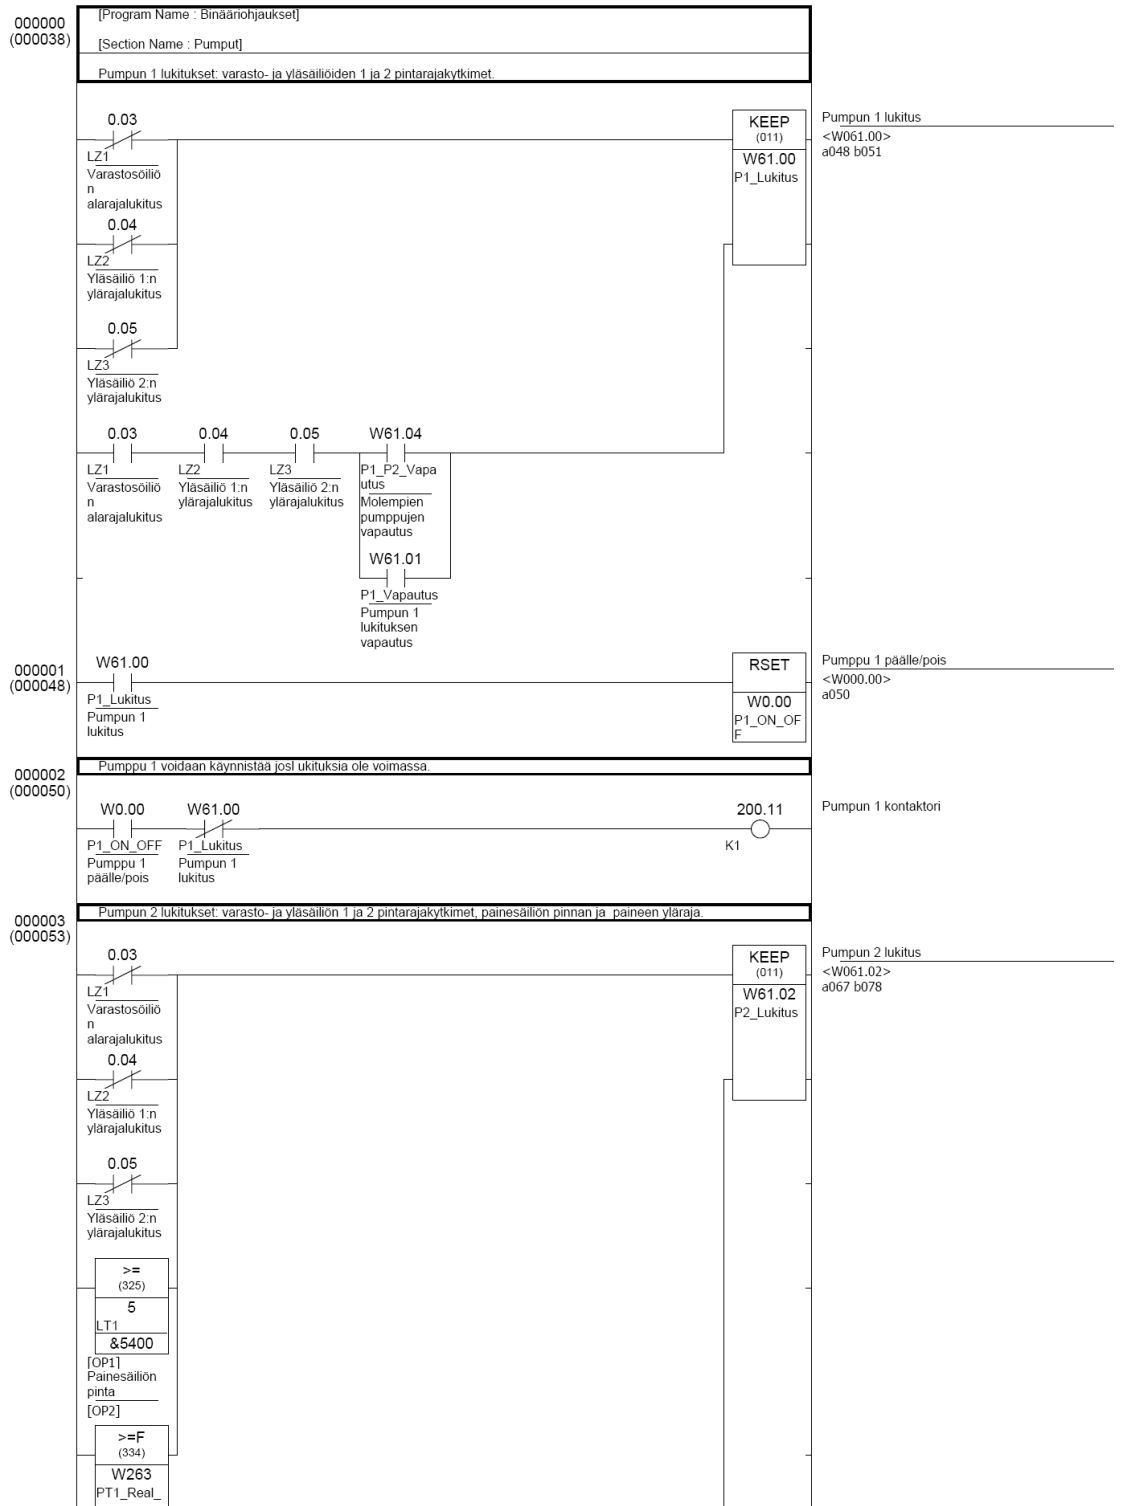 000000
(000038)
[Program Name : Binääriohjaukset]
[Section Name : Pumput]
Pumpun 1 lukitukset: varasto- ja yläsäiliöiden 1 ja 2 pintarajakytkimet.
0.03
LZ1
Varastosöiliö
n
alarajalukitus
KEEP
(011)
W61.00
P1_Lukitus
Pumpun 1 lukitus
<W061.00>
a048 b051
0.04
LZ2
Yläsäiliö 1:n
ylärajalukitus
0.05
LZ3
Yläsäiliö 2:n
ylärajalukitus
0.03
LZ1
Varastosöiliö
n
alarajalukitus
0.04
LZ2
Yläsäiliö 1:n
ylärajalukitus
0.05
LZ3
Yläsäiliö 2:n
ylärajalukitus
W61.04
P1_P2_Vapa
utus
Molempien
pumppujen
vapautus
W61.01
P1_Vapautus
Pumpun 1
lukituksen
vapautus
000001
(000048)
W61.00
P1_Lukitus
Pumpun 1
lukitus
RSET
W0.00
P1_ON_OF
F
Pumppu 1 päälle/pois
<W000.00>
a050
000002
(000050)
Pumppu 1 voidaan käynnistää josl ukituksia ole voimassa.
W0.00
P1_ON_OFF
Pumppu 1
päälle/pois
W61.00
P1_Lukitus
Pumpun 1
lukitus
200.11
K1
Pumpun 1 kontaktori
000003
(000053)
Pumpun 2 lukitukset: varasto- ja yläsäiliön 1 ja 2 pintarajakytkimet, painesäiliön pinnan ja  paineen yläraja.
0.03
LZ1
Varastosöiliö
n
alarajalukitus
KEEP
(011)
W61.02
P2_Lukitus
Pumpun 2 lukitus
<W061.02>
a067 b078
0.04
LZ2
Yläsäiliö 1:n
ylärajalukitus
0.05
LZ3
Yläsäiliö 2:n
ylärajalukitus
>=
(325)
5
LT1
&5400
[OP1]
Painesäiliön
pinta
[OP2]
>=F
(334)
W263
PT1_Real_